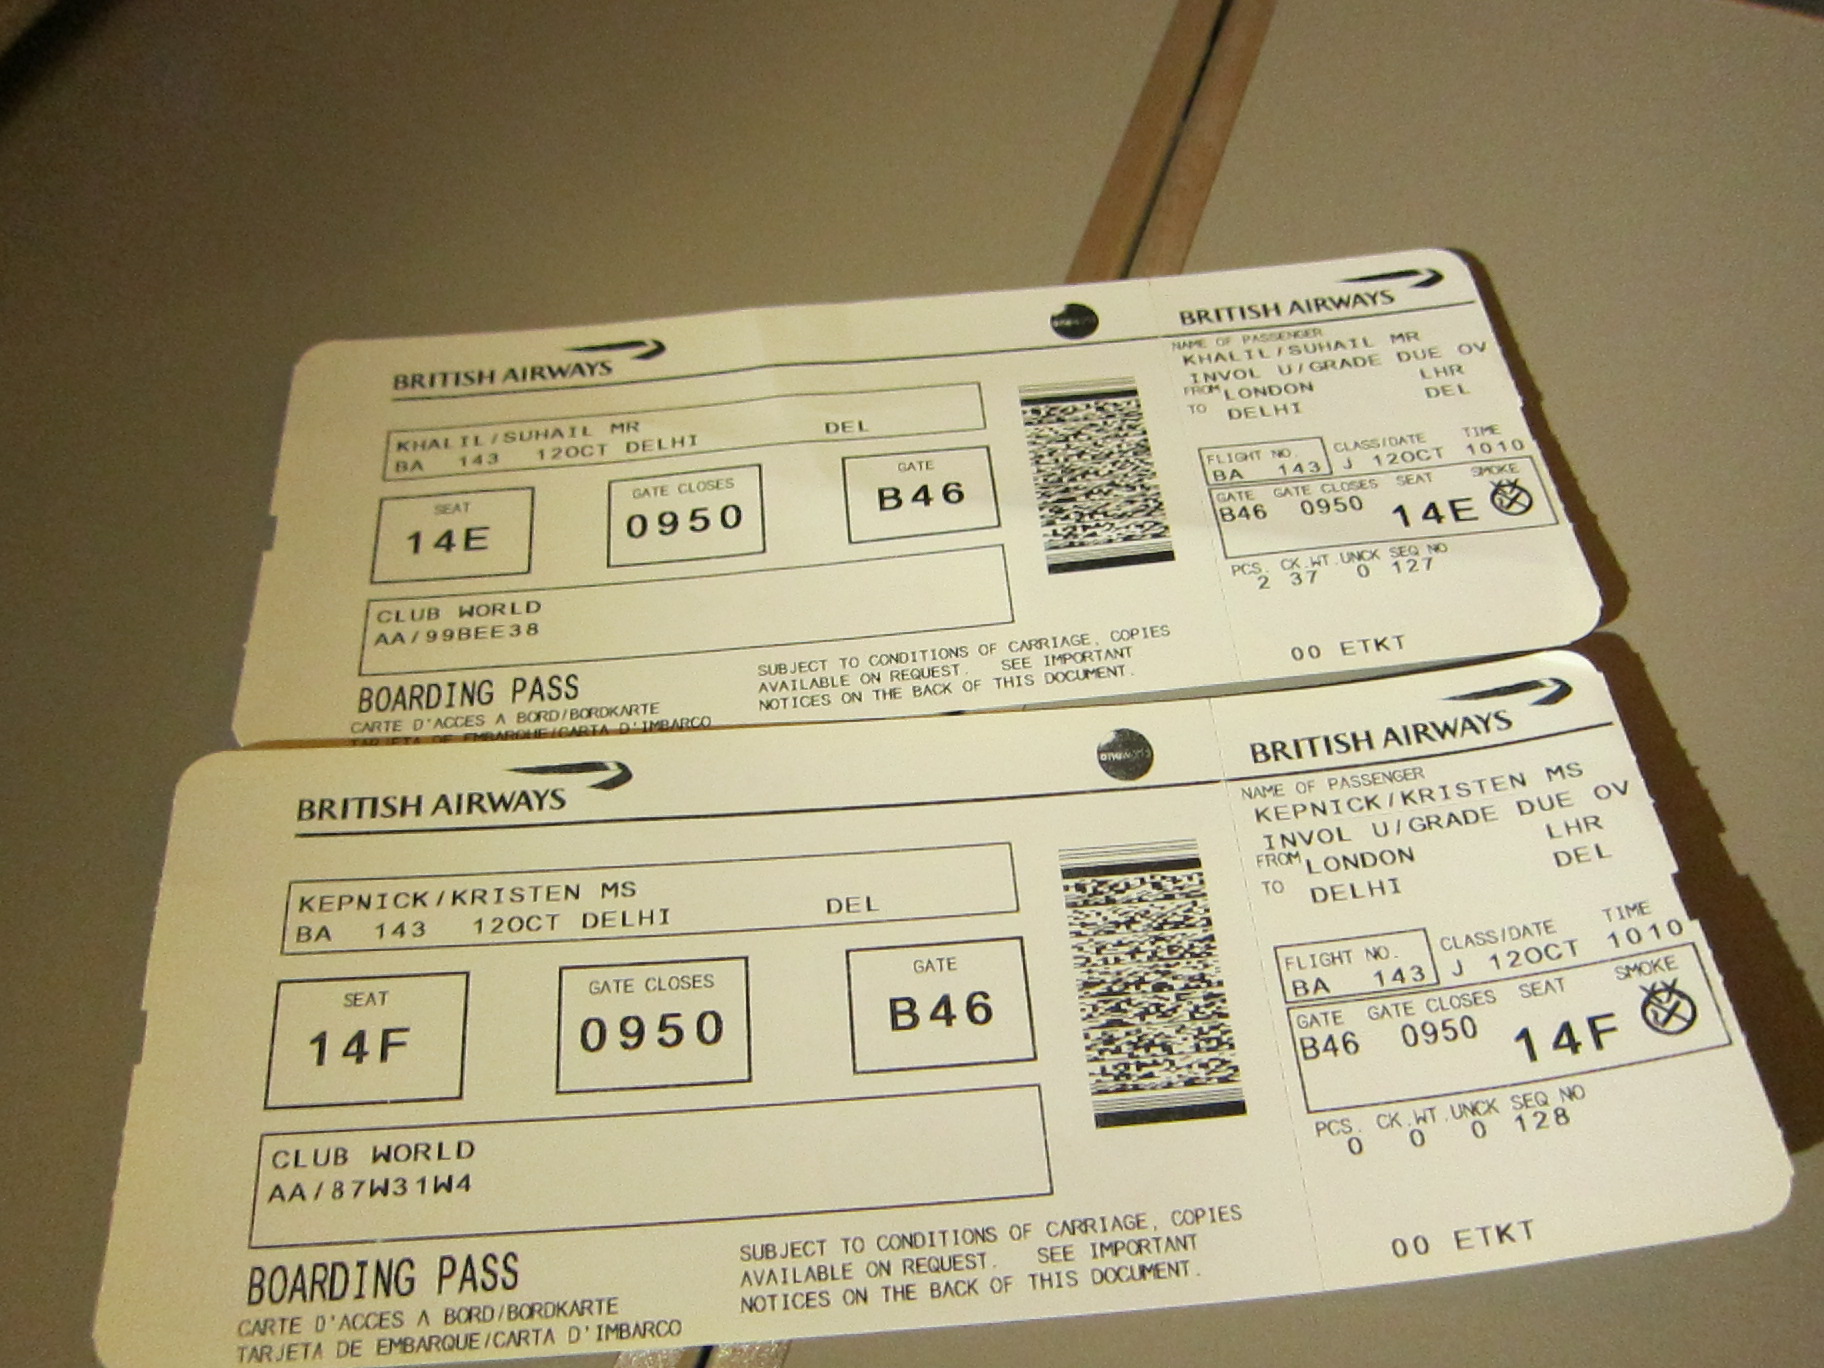 BRITISH AIRWAYS
KHALIL/SUHAIL MR
BA 143 12OCT DELHI DEL
SEAT
14E
GATE CLOSES
0950
GATE
B46
CLUB WORLD
AA/99BEE38
BOARDING PASS
CARTE D'ACCES A BORD/BORDKARTE
TARJETA DE EMBARQUE/CARTA D'IMBARCO
SUBJECT TO CONDITIONS OF CARRIAGE, COPIES
AVAILABLE ON REQUEST. SEE IMPORTANT
NOTICES ON THE BACK OF THIS DOCUMENT.
BRITISH AIRWAYS
NAME OF PASSENGER
KHALIL/SUHAIL MR
INVOL U/GRADE DUE OV
FROM LONDON LHR
TO DELHI DEL
FLIGHT NO. CLASS/DATE TIME
BA 143 J 12OCT 1010
GATE GATE CLOSES SEAT SMOKE
B46 0950 14E XX
PCS. CK.WT.UNCK SEQ NO
2 37 0 127
00 ETKT
BRITISH AIRWAYS
oneworld
KEPNICK/KRISTEN MS
BA 143 12OCT DELHI DEL
SEAT
14F
GATE CLOSES
0950
GATE
B46
CLUB WORLD
AA/87W31W4
BOARDING PASS
CARTE D'ACCES A BORD/BORDKARTE
TARJETA DE EMBARQUE/CARTA D'IMBARCO
SUBJECT TO CONDITIONS OF CARRIAGE, COPIES
AVAILABLE ON REQUEST. SEE IMPORTANT
NOTICES ON THE BACK OF THIS DOCUMENT.
BRITISH AIRWAYS
NAME OF PASSENGER
KEPNICK/KRISTEN MS
INVOL U/GRADE DUE OV
FROM LONDON LHR
TO DELHI DEL
FLIGHT NO. CLASS/DATE TIME
BA 143 J 12OCT 1010
GATE GATE CLOSES SEAT SMOKE
B46 0950 14F XX
PCS. CK.WT.UNCK SEQ NO
0 0 0 128
00 ETKT